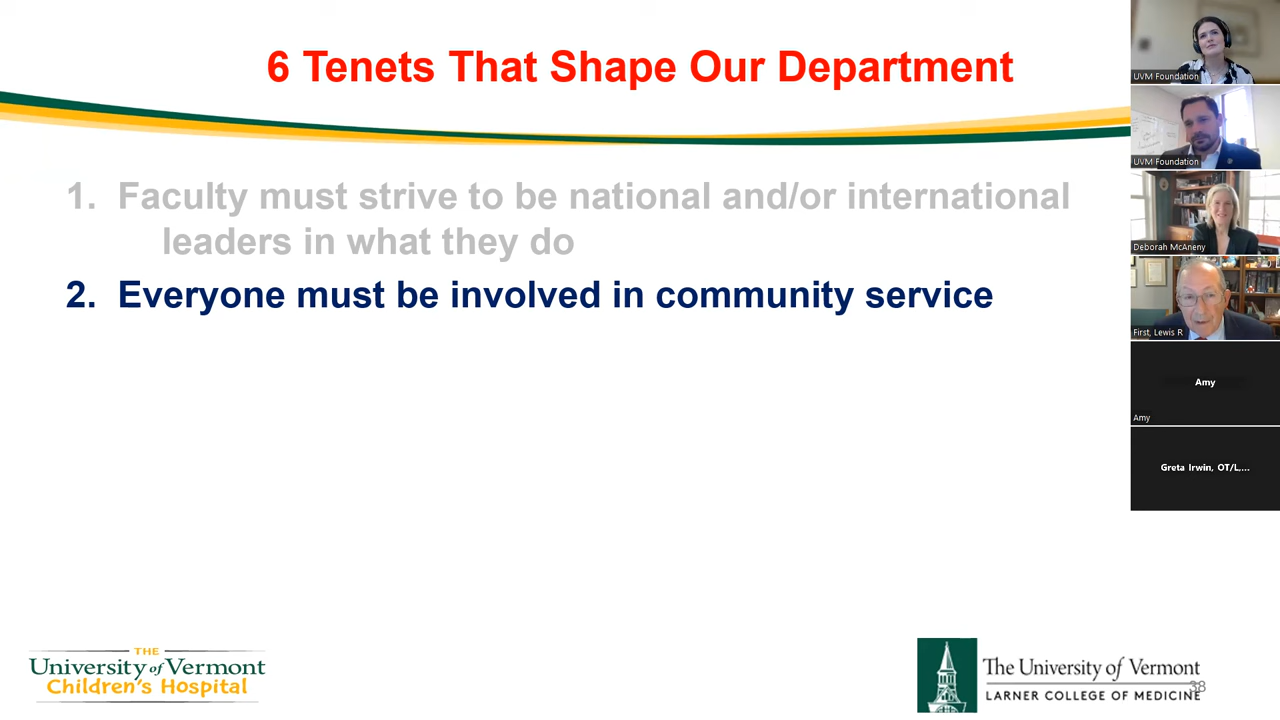 6 Tenets That Shape Our Department
1. Faculty must strive to be national and/or international
leaders in what they do
2. Everyone must be involved in community service
THE
University of Vermont
Children's Hospital
The University of Vermont
LARNER COLLEGE OF MEDICINE
38
UVM Foundation
UVM Foundation
Deborah McAneny
First, Lewis R
Amy
Amy
Greta Irwin, OT/L,...